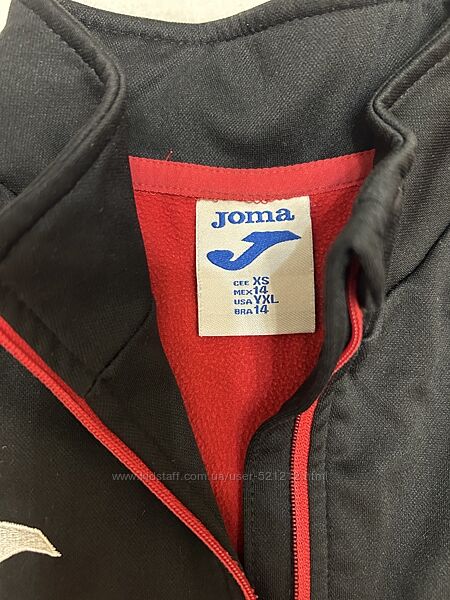 Joma
CEE XS
MEX 14
USA YXL
BRA 14